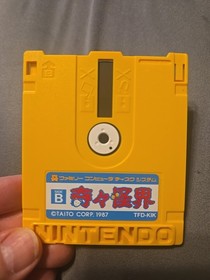 ファミリー コンピュータ ディスク システム
SIDE B
奇々怪界
©TAITO CORP. 1987
TFD-KIK
NINTENDO